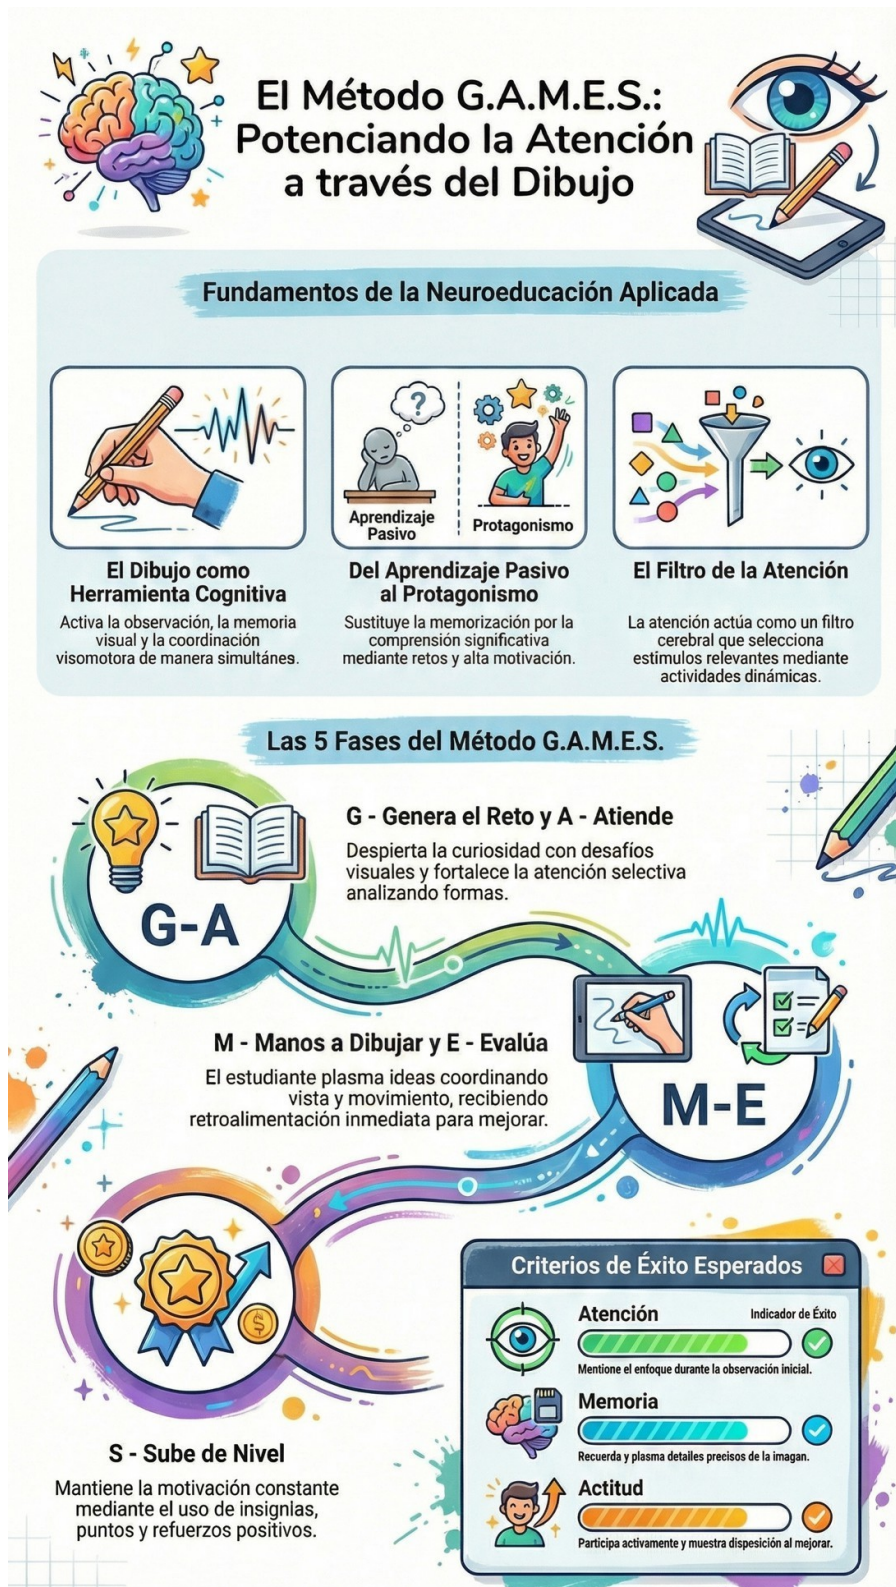 El Método G.A.M.E.S.:
Potenciando la Atención
a través del Dibujo
Fundamentos de la Neuroeducación Aplicada
?
Aprendizaje
Pasivo
Protagonismo
El Dibujo como
Herramienta Cognitiva
Activa la observación, la memoria
visual y la coordinación
visomotora de manera simultánes.
Del Aprendizaje Pasivo
al Protagonismo
Sustituye la memorización por la
comprensión significativa
mediante retos y alta motivación.
El Filtro de la Atención
La atención actúa como un filtro
cerebral que selecciona
estímulos relevantes mediante
actividades dinámicas.
Las 5 Fases del Método G.A.M.E.S.
G - Genera el Reto y A - Atiende
Despierta la curiosidad con desafíos
visuales y fortalece la atención selectiva
analizando formas.
G-A
M - Manos a Dibujar y E - Evalúa
El estudiante plasma ideas coordinando
vista y movimiento, recibiendo
retroalimentación inmediata para mejorar.
M-E
$
S - Sube de Nivel
Mantiene la motivación constante
mediante el uso de insignias,
puntos y refuerzos positivos.
Criterios de Éxito Esperados
Atención
Indicador de Éxito
Mentione el enfoque durante la observación inicial.
Memoria
Recuerda y plasma detalles precisos de la imagan.
Actitud
Participa activamente y muestra disposición al mejorar.